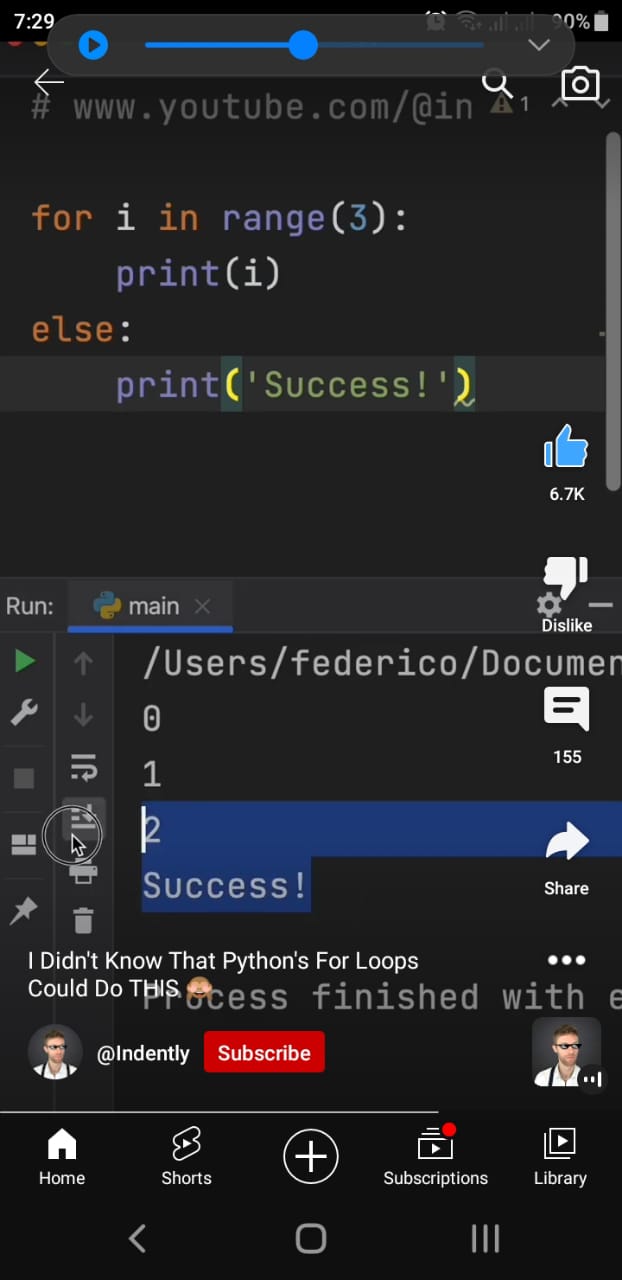 7:29
90%
# www.youtube.com/@in
1
for i in range(3):
    print(i)
else:
    print('Success!')
6.7K
Run: main
Dislike
/Users/federico/Documen
0
1
155
2
Success!
Share
I Didn't Know That Python's For Loops
Could Do THIS 🙈
Process finished with e
@Indently Subscribe
Home Shorts Subscriptions Library